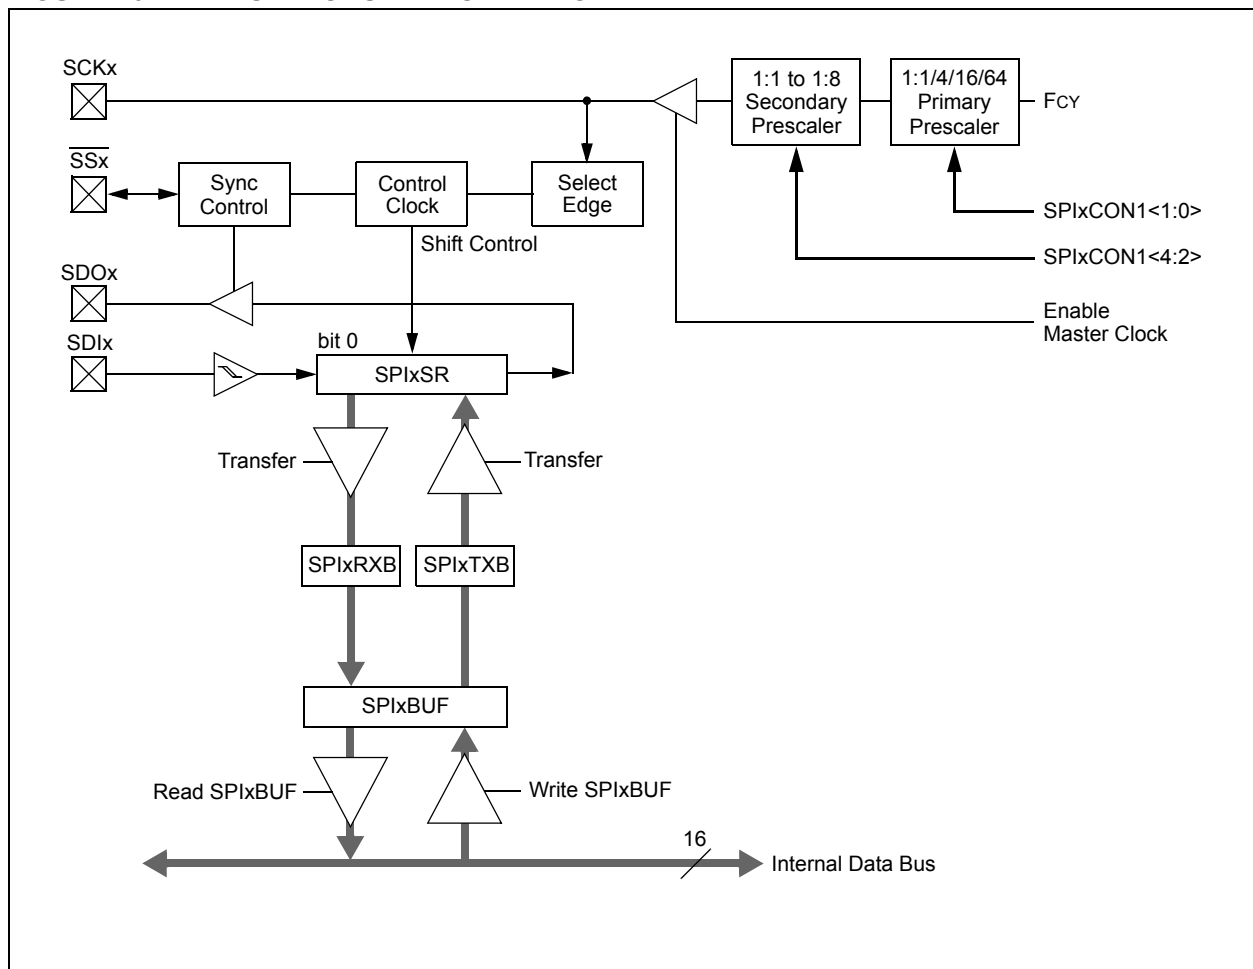 SCKx
1:1 to 1:8
Secondary
Prescaler
1:1/4/16/64
Primary
Prescaler
FCY
SSx
Sync
Control
Control
Clock
Select
Edge
SPIxCON1<1:0>
Shift Control
SPIxCON1<4:2>
SDOx
Enable
Master Clock
SDIx
bit 0
SPIxSR
Transfer
Transfer
SPIxRXB
SPIxTXB
SPIxBUF
Read SPIxBUF
Write SPIxBUF
16
Internal Data Bus